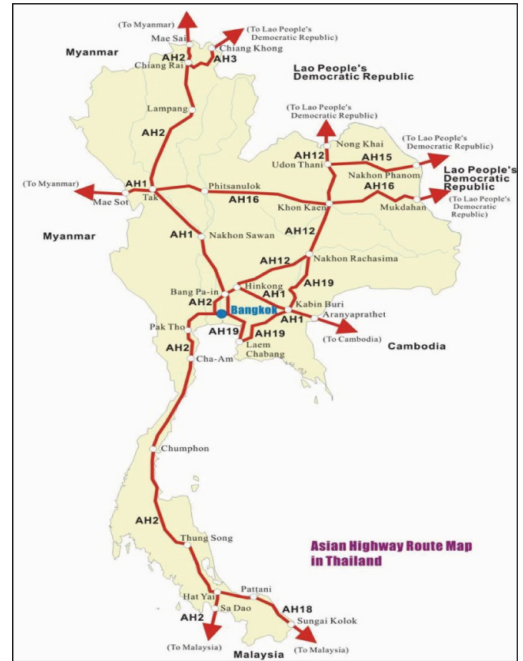 (To Myanmar)
(To Lao People's
Democratic Republic)
Mae Sai
Chiang Khong
Myanmar
AH2
AH3
Chiang Rai
Lao People's
Democratic Republic
Lampang
(To Lao People's
Democratic Republic)
AH2
(To Lao People's
Democratic Republic)
Nong Khai
AH12
AH15
Udon Thani
Nakhon Phanom
Lao People's
Democratic
Republic
(To Myanmar)
AH1
Phitsanulok
AH16
Mae Sot
Tak
AH16
Khon Kaen
Mukdahan
(To Lao People's
Democratic
Republic)
Myanmar
AH1
AH12
Nakhon Sawan
AH12
Nakhon Rachasima
Hinkong
AH19
Bang Pa-in
AH1
AH2
Kabin Buri
Bangkok
AH1
Aranyaprathet
Pak Tho
AH19
AH19
(To Cambodia)
AH2
Laem
Chabang
Cambodia
Cha-Am
Chumphon
AH2
Thung Song
Asian Highway Route Map
in Thailand
Hat Yai
Pattani
Sa Dao
AH18
AH2
Sungai Kolok
(To Malaysia)
(To Malaysia)
Malaysia